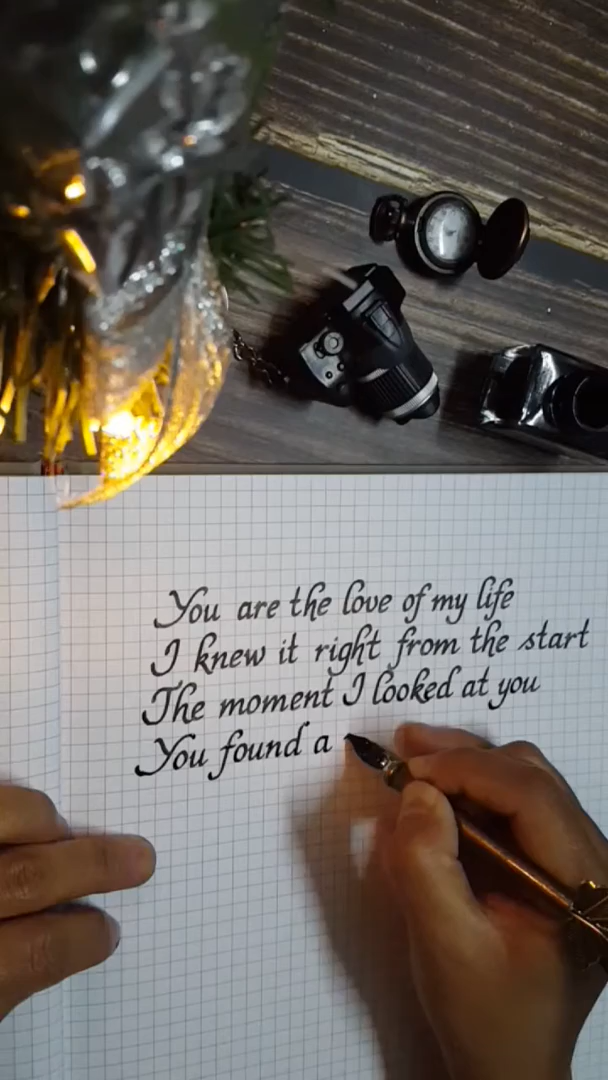 You are the love of my life
I knew it right from the start
The moment I looked at you
You found a